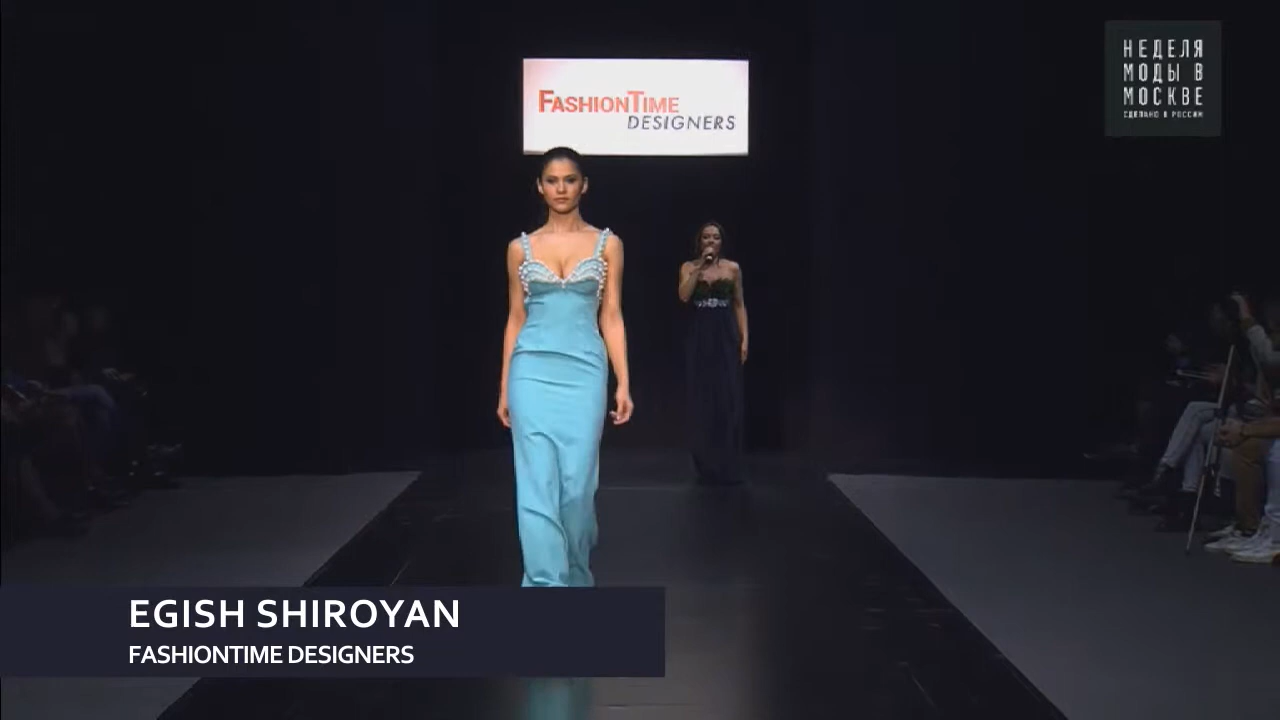 FASHIONTIME
DESIGNERS
НЕДЕЛЯ
МОДЫ В
МОСКВЕ
СДЕЛАНО В РОССИИ
EGISH SHIROYAN
FASHIONTIME DESIGNERS